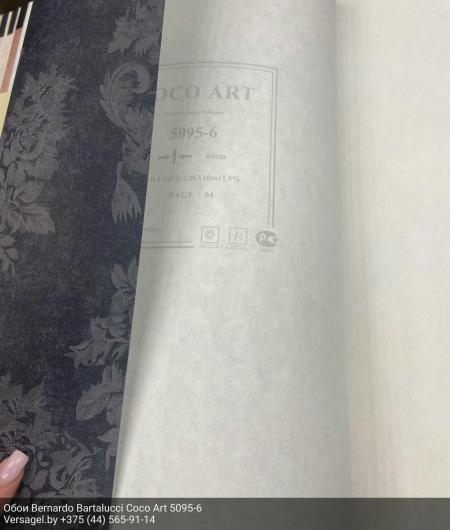 OCO ART
5095-6
64cm
PAGE : 64
Обои Bernardo Bartalucci Coco Art 5095-6
Versagel.by +375 (44) 565-91-14